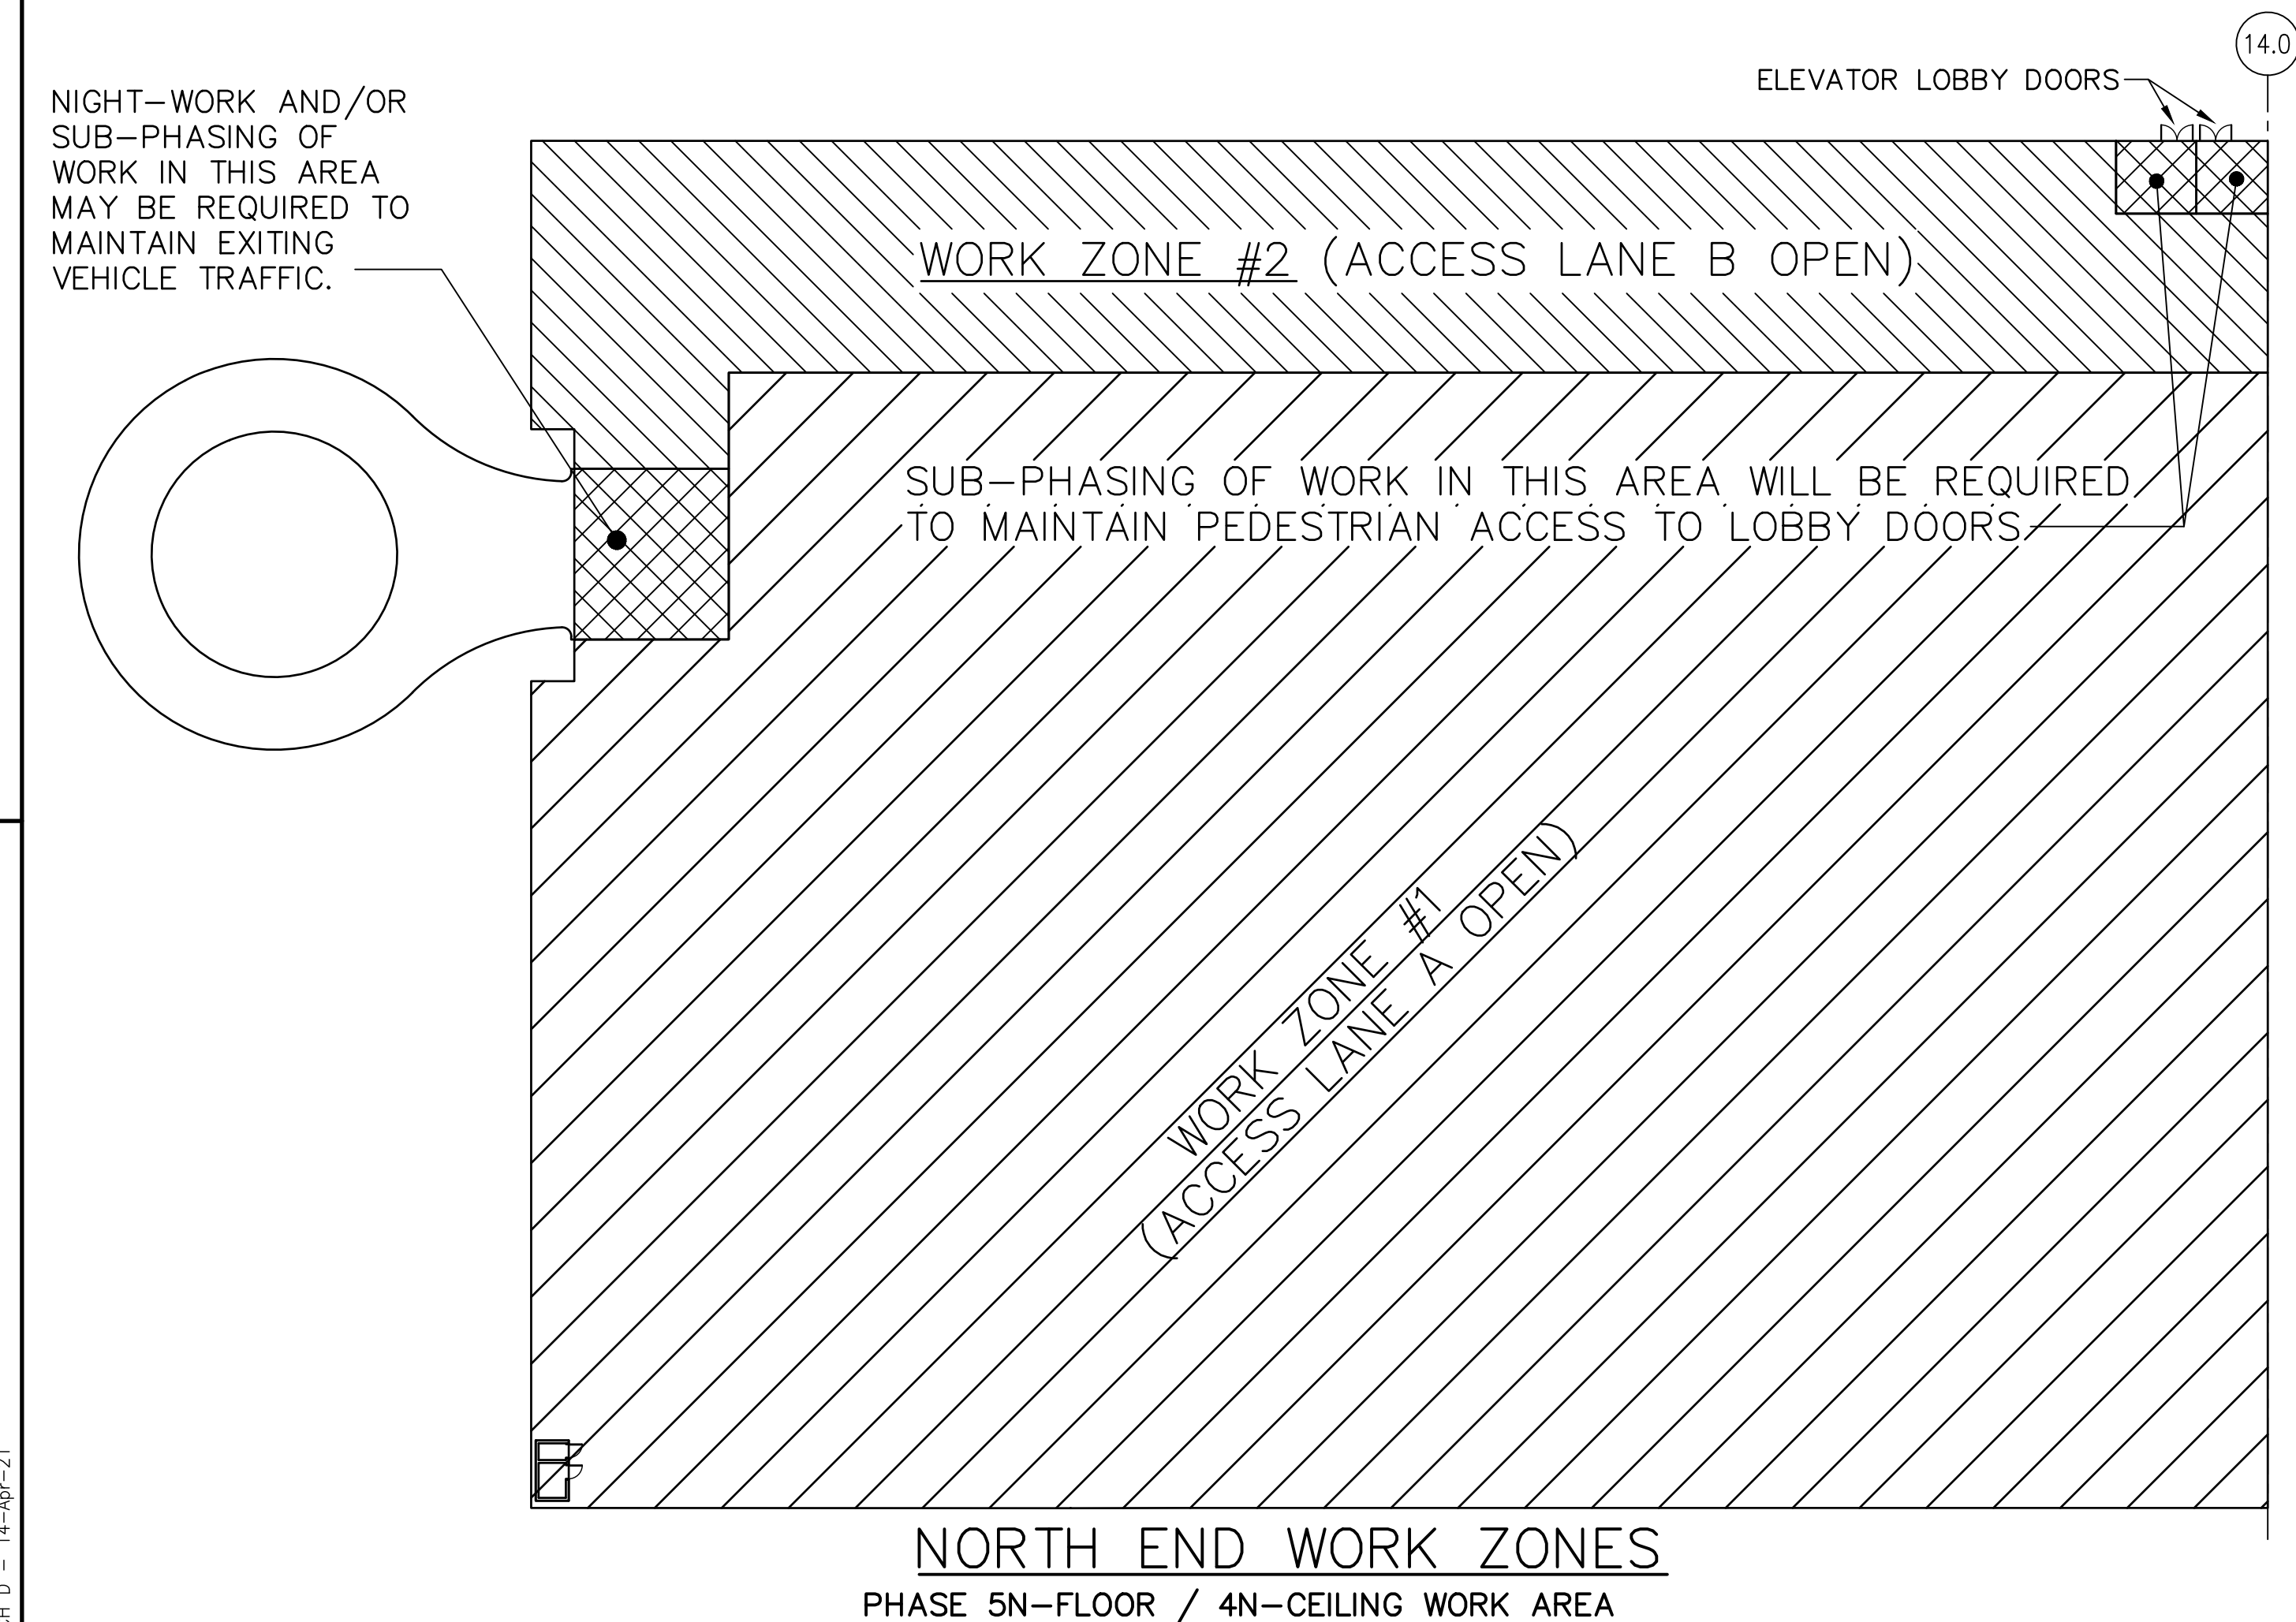 14.0
ELEVATOR LOBBY DOORS
NIGHT-WORK AND/OR
SUB-PHASING OF
WORK IN THIS AREA
MAY BE REQUIRED TO
MAINTAIN EXITING
VEHICLE TRAFFIC.
WORK ZONE #2 (ACCESS LANE B OPEN)
SUB-PHASING OF WORK IN THIS AREA WILL BE REQUIRED
TO MAINTAIN PEDESTRIAN ACCESS TO LOBBY DOORS
WORK ZONE #1
(ACCESS LANE A OPEN)
NORTH END WORK ZONES
PHASE 5N-FLOOR / 4N-CEILING WORK AREA
D - 14-Apr-21